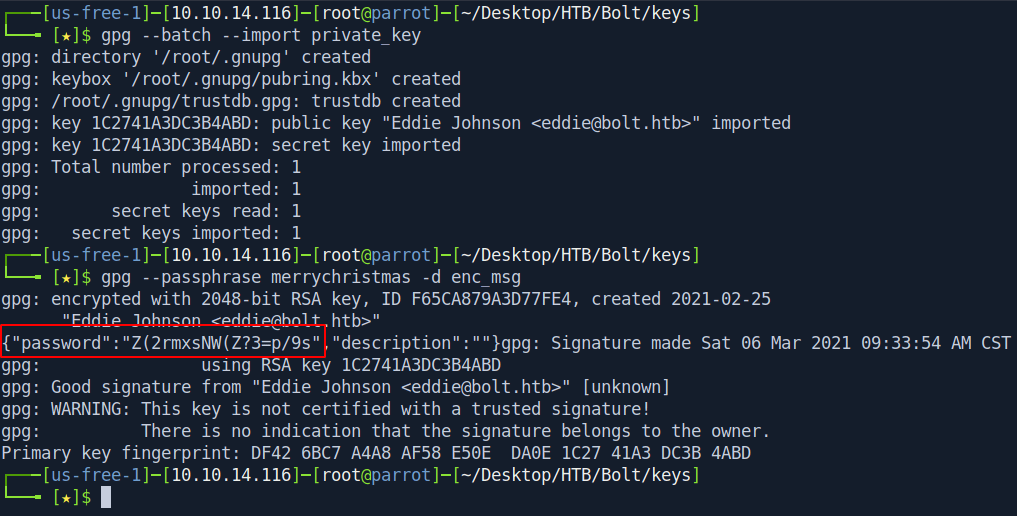 ┌──[us-free-1]─[10.10.14.116]─[root@parrot]─[~/Desktop/HTB/Bolt/keys]
└──╼ [★]$ gpg --batch --import private_key
gpg: directory '/root/.gnupg' created
gpg: keybox '/root/.gnupg/pubring.kbx' created
gpg: /root/.gnupg/trustdb.gpg: trustdb created
gpg: key 1C2741A3DC3B4ABD: public key "Eddie Johnson <eddie@bolt.htb>" imported
gpg: key 1C2741A3DC3B4ABD: secret key imported
gpg: Total number processed: 1
gpg:               imported: 1
gpg:       secret keys read: 1
gpg:   secret keys imported: 1
┌──[us-free-1]─[10.10.14.116]─[root@parrot]─[~/Desktop/HTB/Bolt/keys]
└──╼ [★]$ gpg --passphrase merrychristmas -d enc_msg
gpg: encrypted with 2048-bit RSA key, ID F65CA879A3D77FE4, created 2021-02-25
      "Eddie Johnson <eddie@bolt.htb>"
{"password":"Z(2rmxsNW(Z?3=p/9s","description":""}gpg: Signature made Sat 06 Mar 2021 09:33:54 AM CST
gpg:                using RSA key 1C2741A3DC3B4ABD
gpg: Good signature from "Eddie Johnson <eddie@bolt.htb>" [unknown]
gpg: WARNING: This key is not certified with a trusted signature!
gpg:          There is no indication that the signature belongs to the owner.
Primary key fingerprint: DF42 6BC7 A4A8 AF58 E50E  DA0E 1C27 41A3 DC3B 4ABD
┌──[us-free-1]─[10.10.14.116]─[root@parrot]─[~/Desktop/HTB/Bolt/keys]
└──╼ [★]$